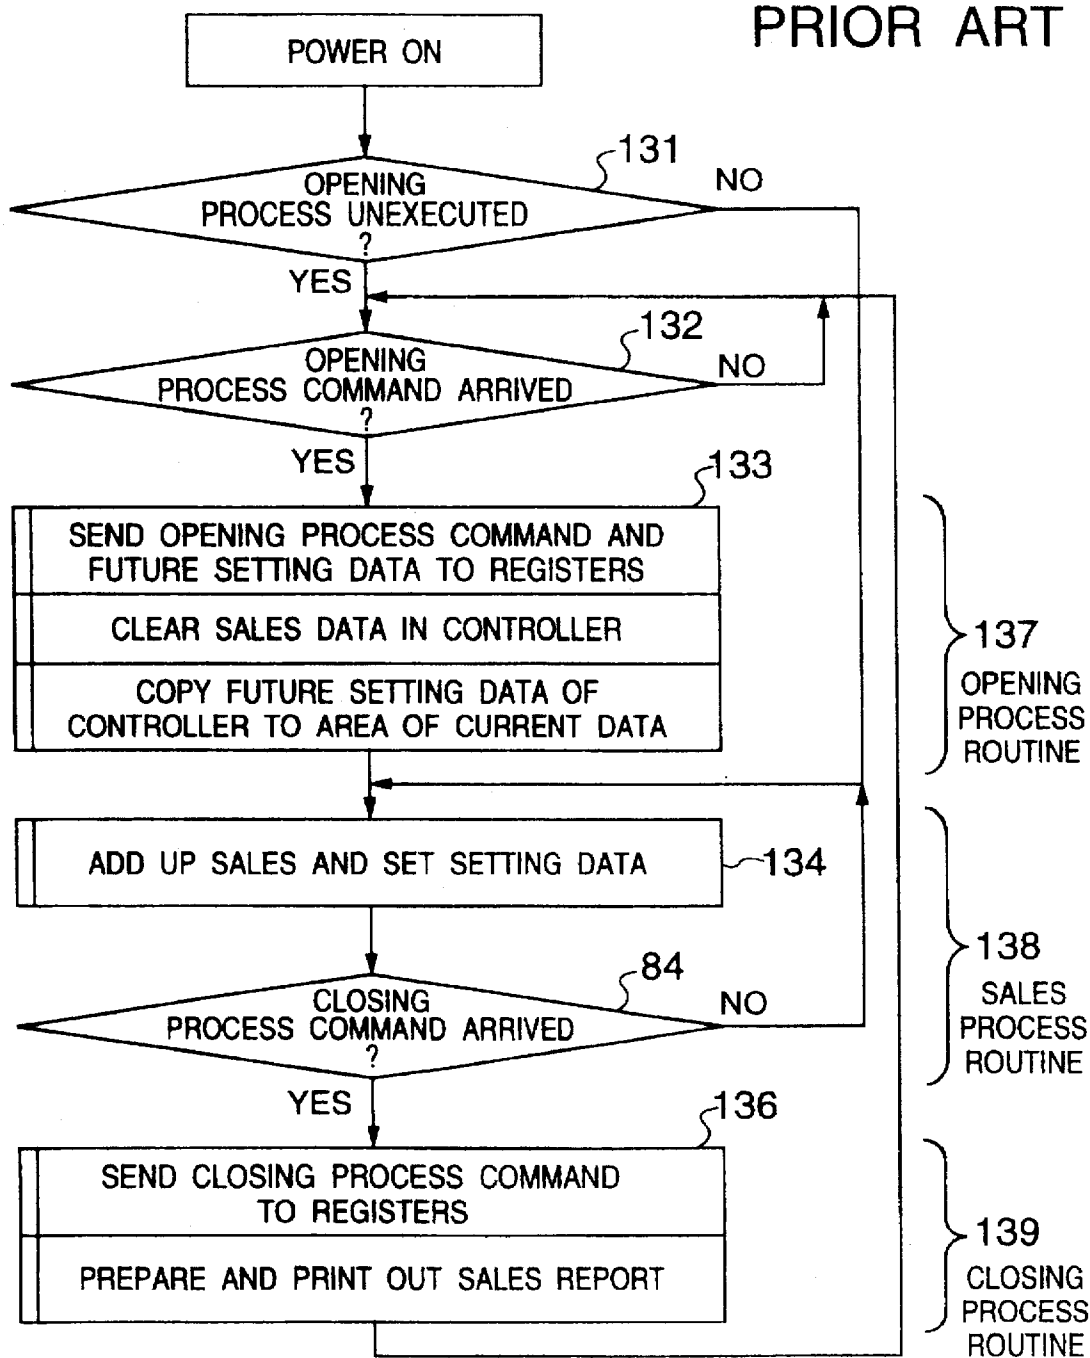 PRIOR ART
POWER ON
131
OPENING
PROCESS UNEXECUTED
?
NO
YES
132
OPENING
PROCESS COMMAND ARRIVED
?
NO
YES
133
SEND OPENING PROCESS COMMAND AND
FUTURE SETTING DATA TO REGISTERS
CLEAR SALES DATA IN CONTROLLER
COPY FUTURE SETTING DATA OF
CONTROLLER TO AREA OF CURRENT DATA
137
OPENING
PROCESS
ROUTINE
ADD UP SALES AND SET SETTING DATA
134
84
CLOSING
PROCESS COMMAND ARRIVED
?
NO
YES
138
SALES
PROCESS
ROUTINE
136
SEND CLOSING PROCESS COMMAND
TO REGISTERS
PREPARE AND PRINT OUT SALES REPORT
139
CLOSING
PROCESS
ROUTINE